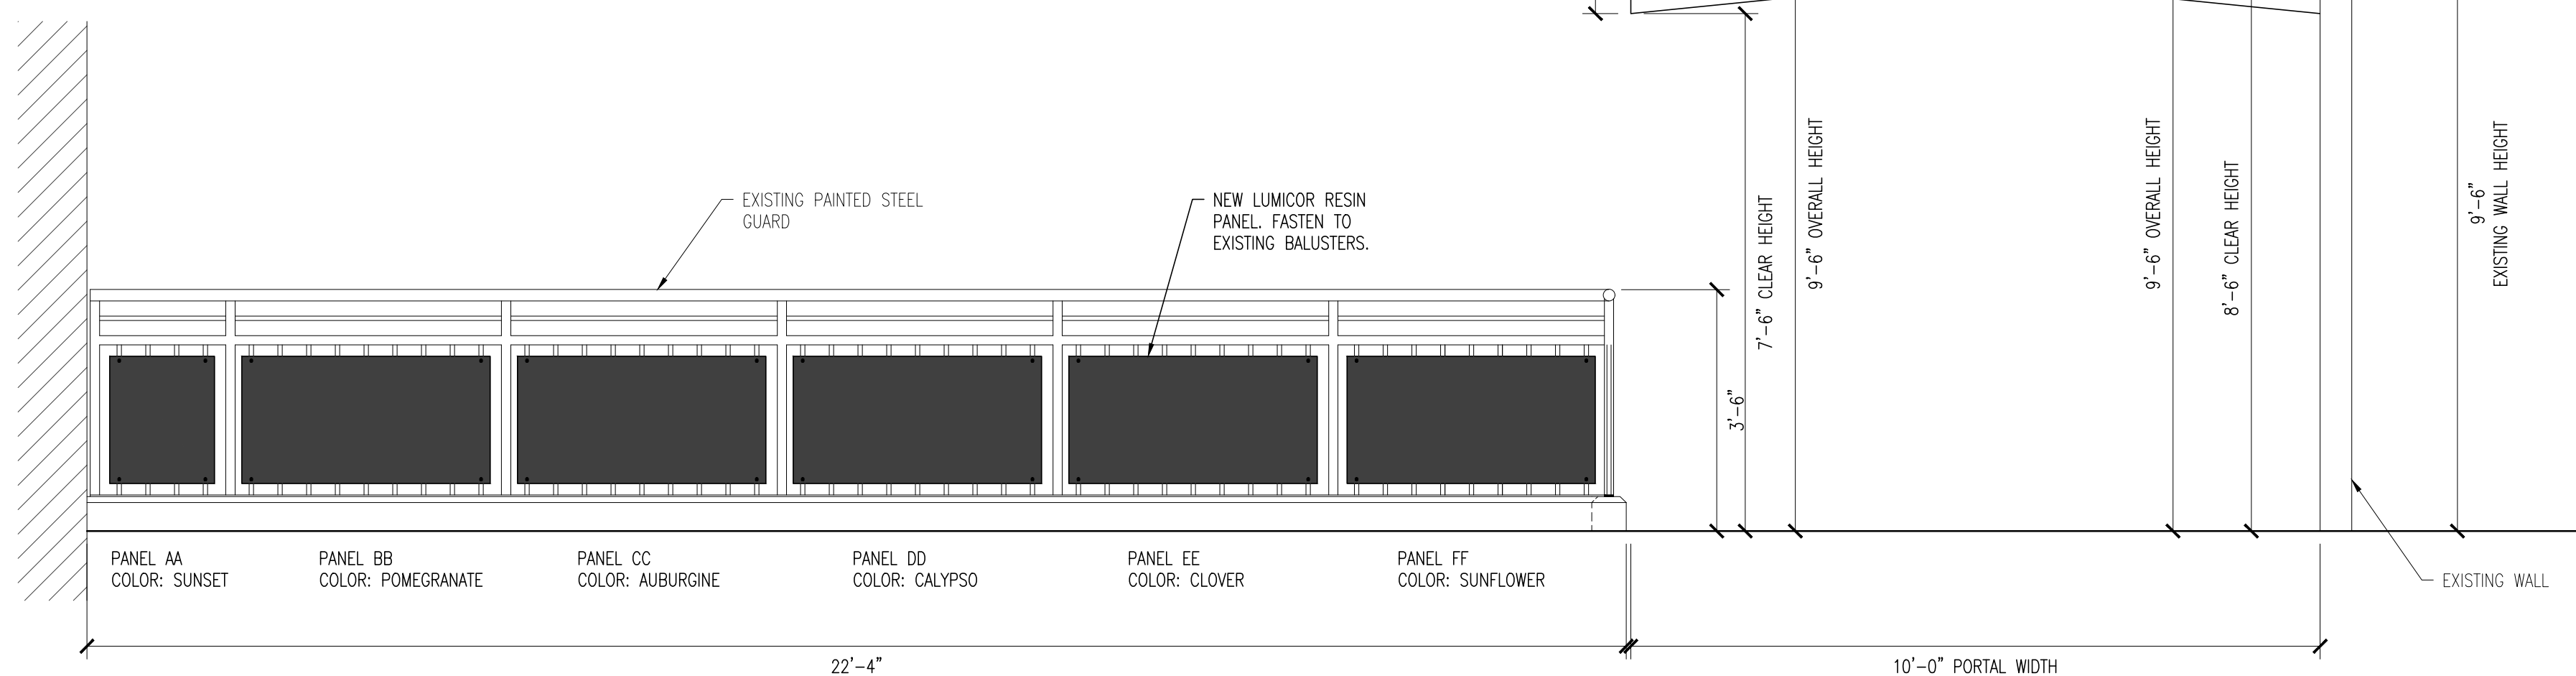 EXISTING PAINTED STEEL
GUARD
NEW LUMICOR RESIN
PANEL. FASTEN TO
EXISTING BALUSTERS.
3'-6"
7'-6" CLEAR HEIGHT
9'-6" OVERALL HEIGHT
9'-6" OVERALL HEIGHT
8'-6" CLEAR HEIGHT
9'-6"
EXISTING WALL HEIGHT
PANEL AA
COLOR: SUNSET
PANEL BB
COLOR: POMEGRANATE
PANEL CC
COLOR: AUBURGINE
PANEL DD
COLOR: CALYPSO
PANEL EE
COLOR: CLOVER
PANEL FF
COLOR: SUNFLOWER
EXISTING WALL
22'-4"
10'-0" PORTAL WIDTH